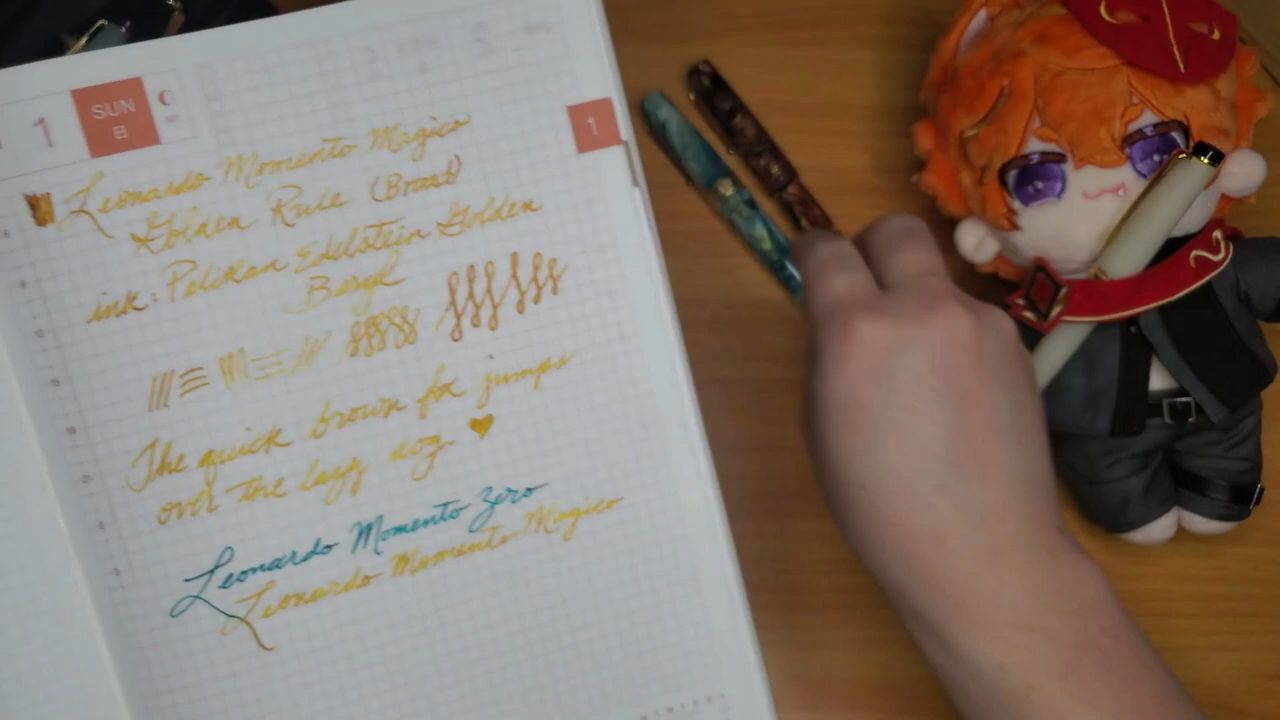 1 SUN
B
1
Leonardo Momento Magico
Golden Rule (Broad)
ink: Pelikan Edelstein Golden
Beryl
The quick brown fox jumps
over the lazy dog.
Leonardo Momento Zero
Leonardo Momento Magico